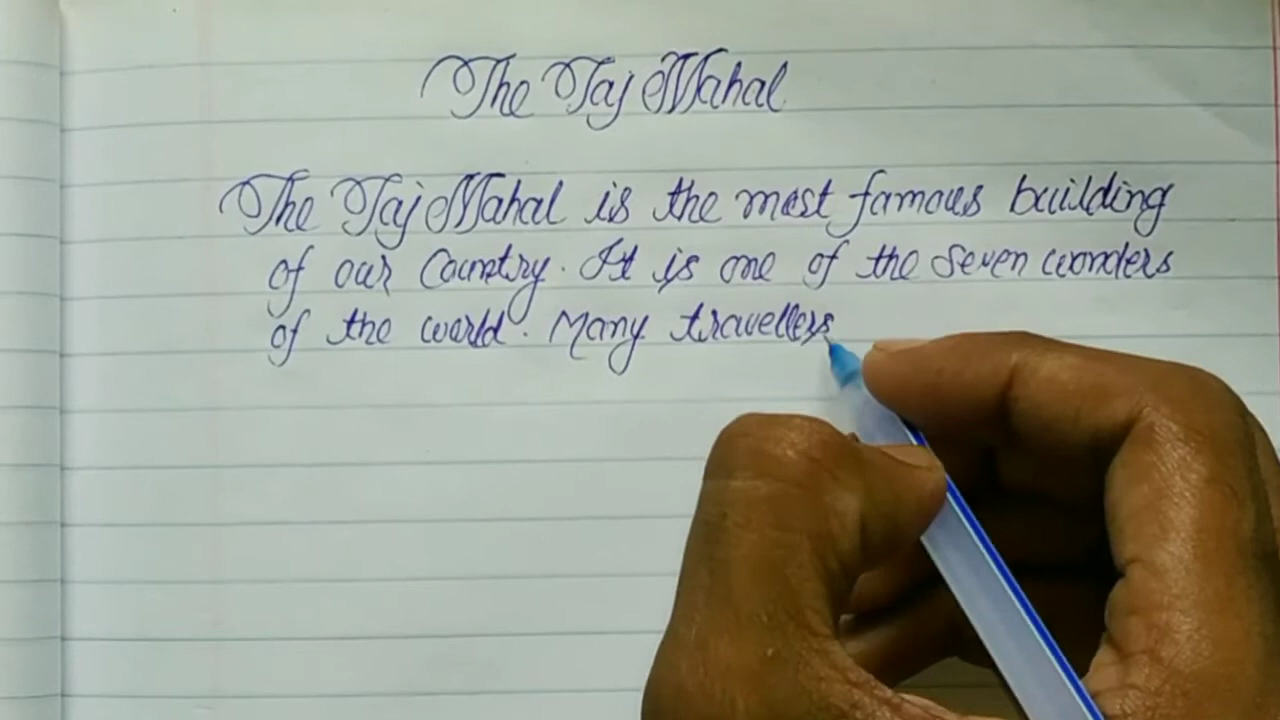 The Taj Mahal
The Taj Mahal is the most famous building
of our Country. It is one of the seven wonders
of the world. Many travellers